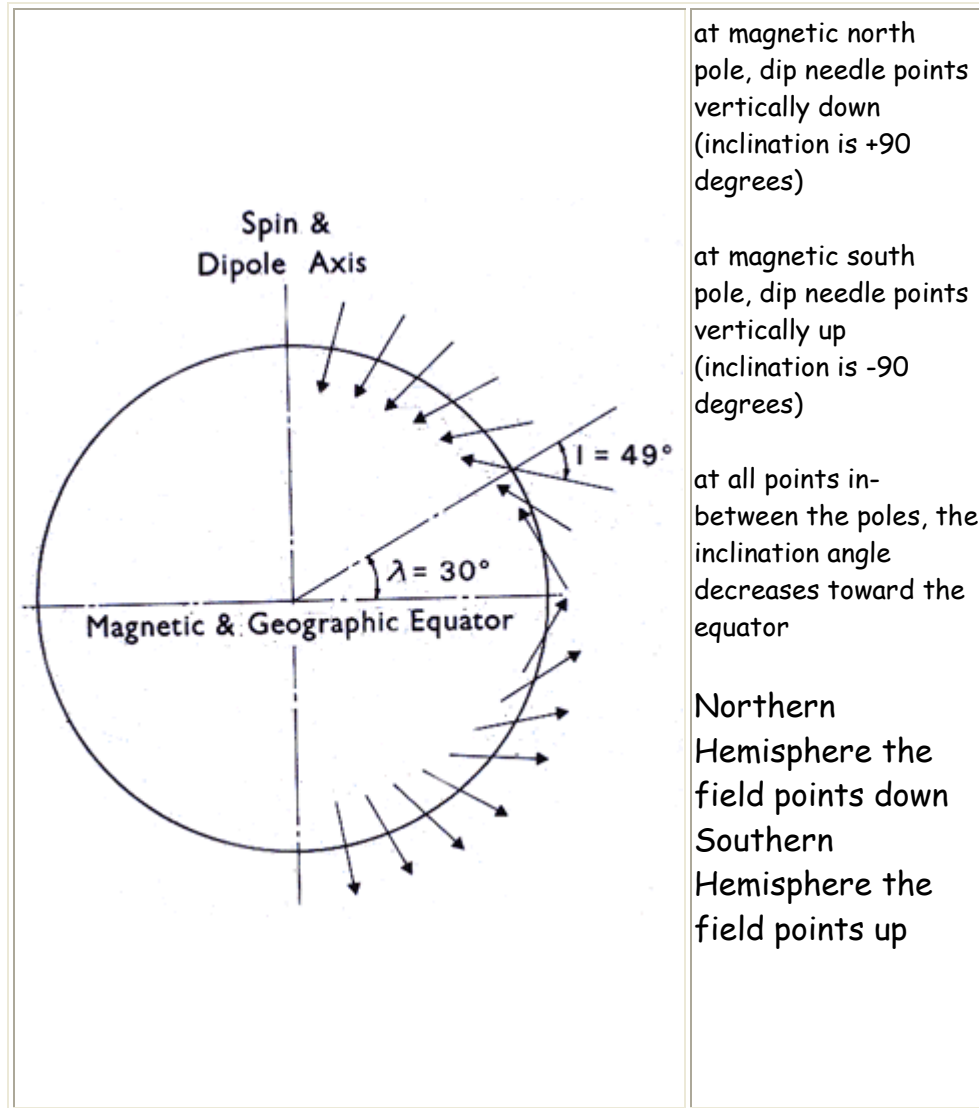 Spin &
Dipole Axis
I = 49°
λ = 30°
Magnetic & Geographic Equator
at magnetic north
pole, dip needle points
vertically down
(inclination is +90
degrees)
at magnetic south
pole, dip needle points
vertically up
(inclination is -90
degrees)
at all points in-
between the poles, the
inclination angle
decreases toward the
equator
Northern
Hemisphere the
field points down
Southern
Hemisphere the
field points up